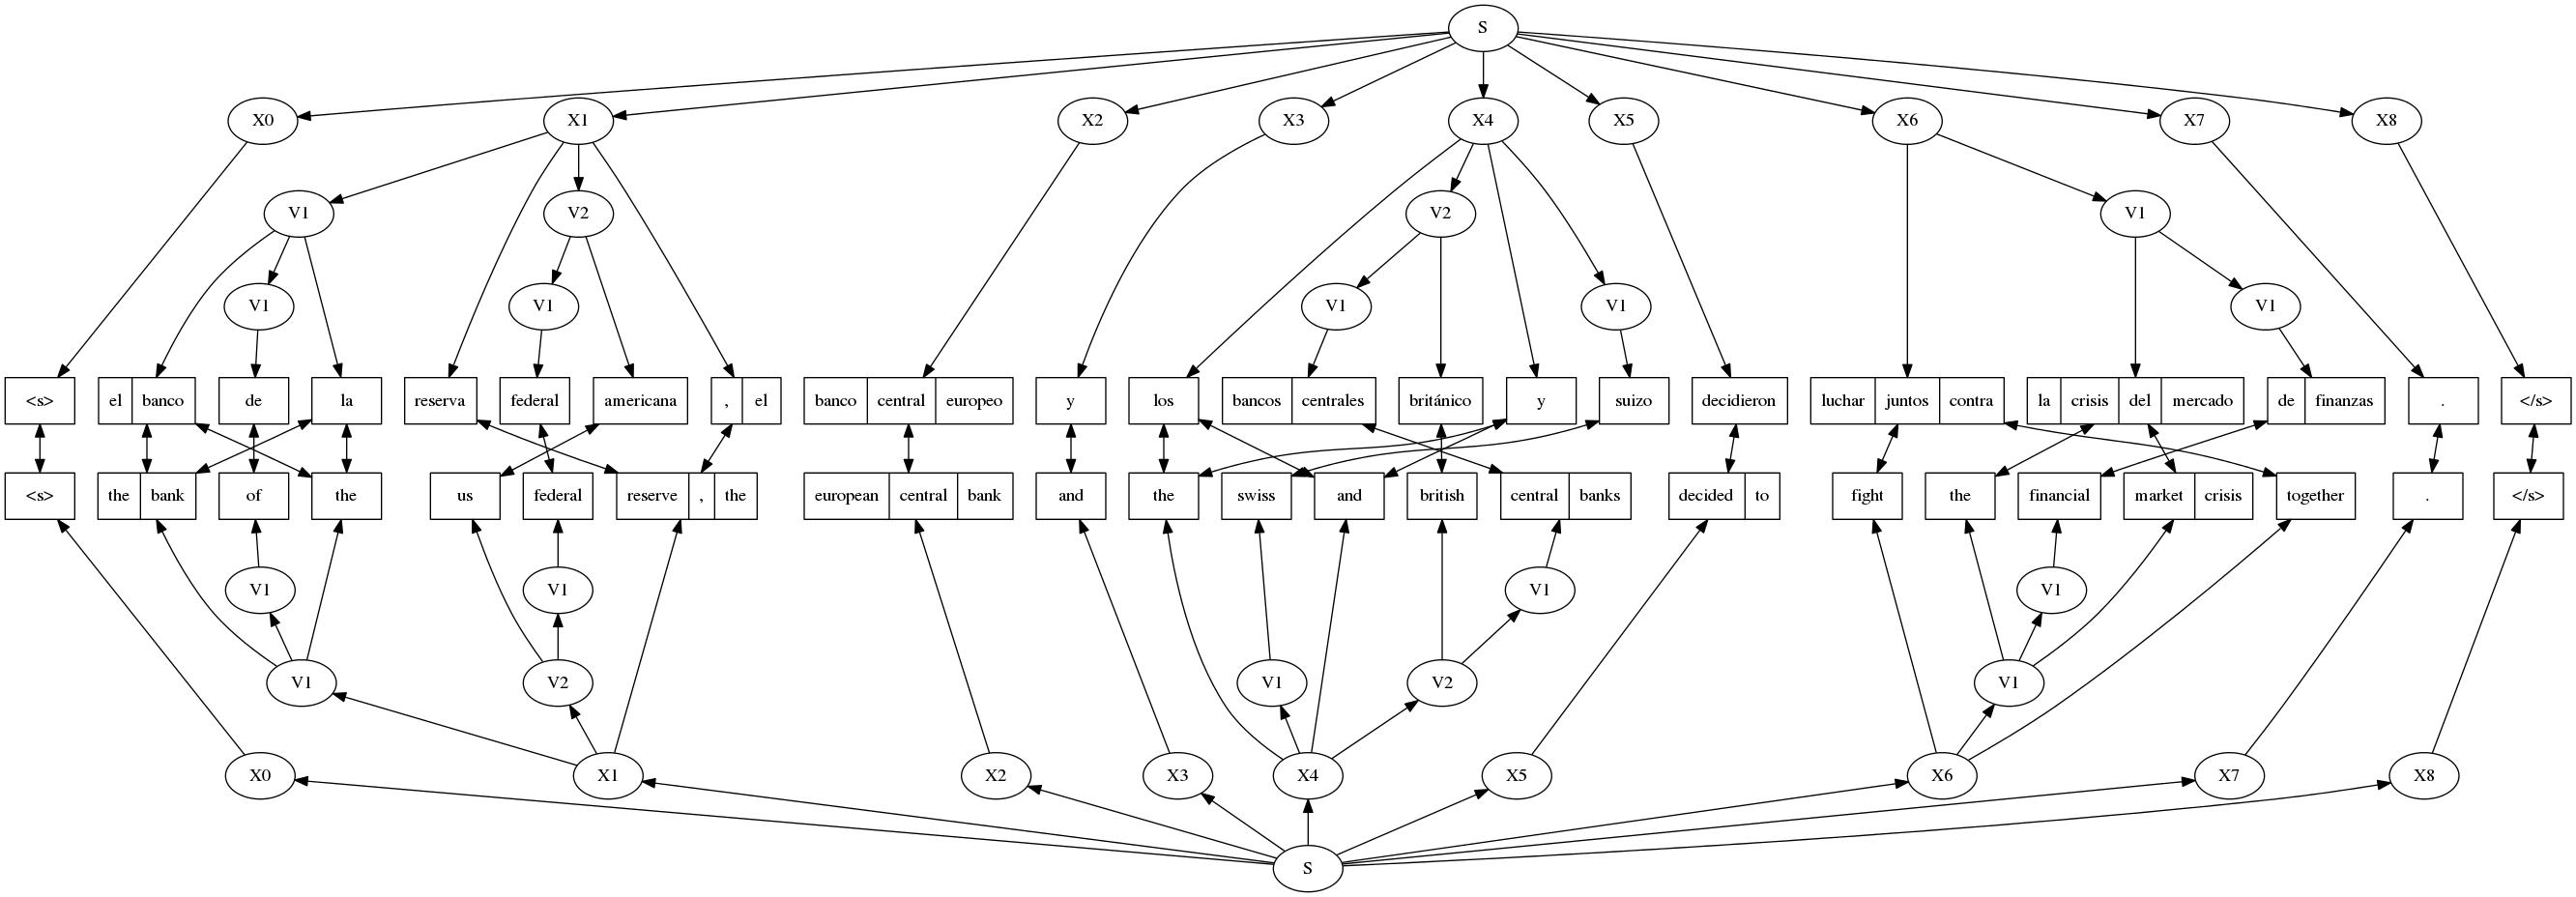 S
X0 X1 X2 X3 X4 X5 X6 X7 X8
V1 V2 V2 V1
V1 V1 V1 V1 V1
<s> el banco de la reserva federal americana , el banco central europeo y los bancos centrales británico y suizo decidieron luchar juntos contra la crisis del mercado de finanzas . </s>
<s> the bank of the us federal reserve , the european central bank and the swiss and british central banks decided to fight the financial market crisis together . </s>
V1 V1 V1 V1
V1 V2 V1 V2 V1
X0 X1 X2 X3 X4 X5 X6 X7 X8
S